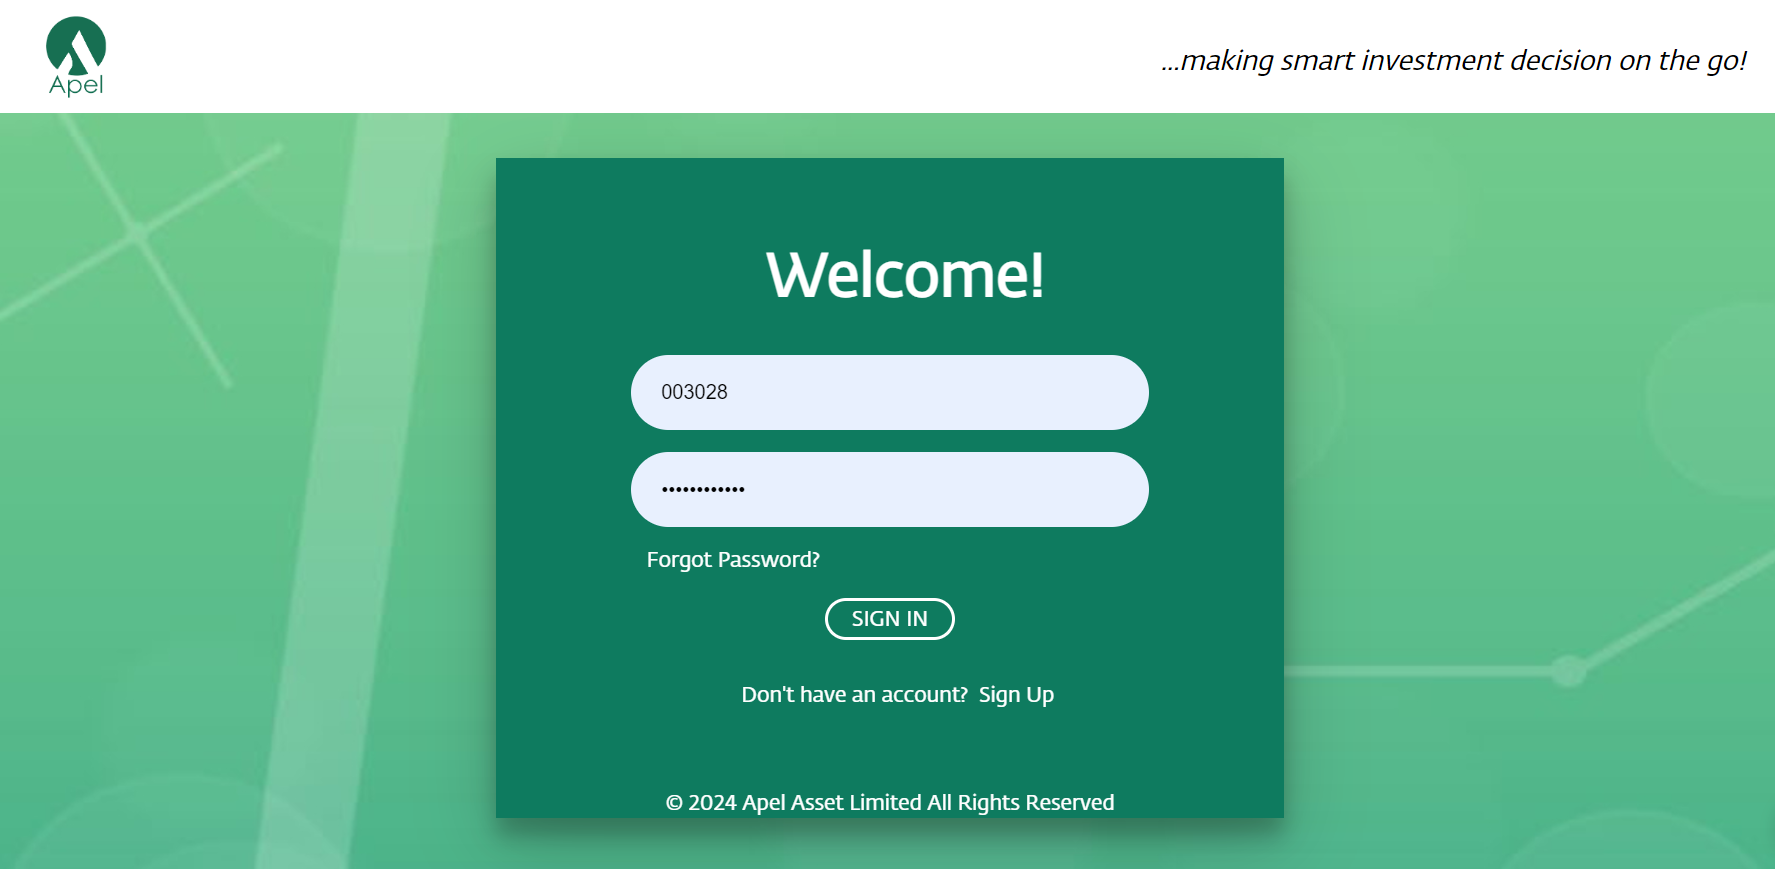 Apel
...making smart investment decision on the go!
Welcome!
003028
••••••••••••
Forgot Password?
SIGN IN
Don't have an account? Sign Up
© 2024 Apel Asset Limited All Rights Reserved